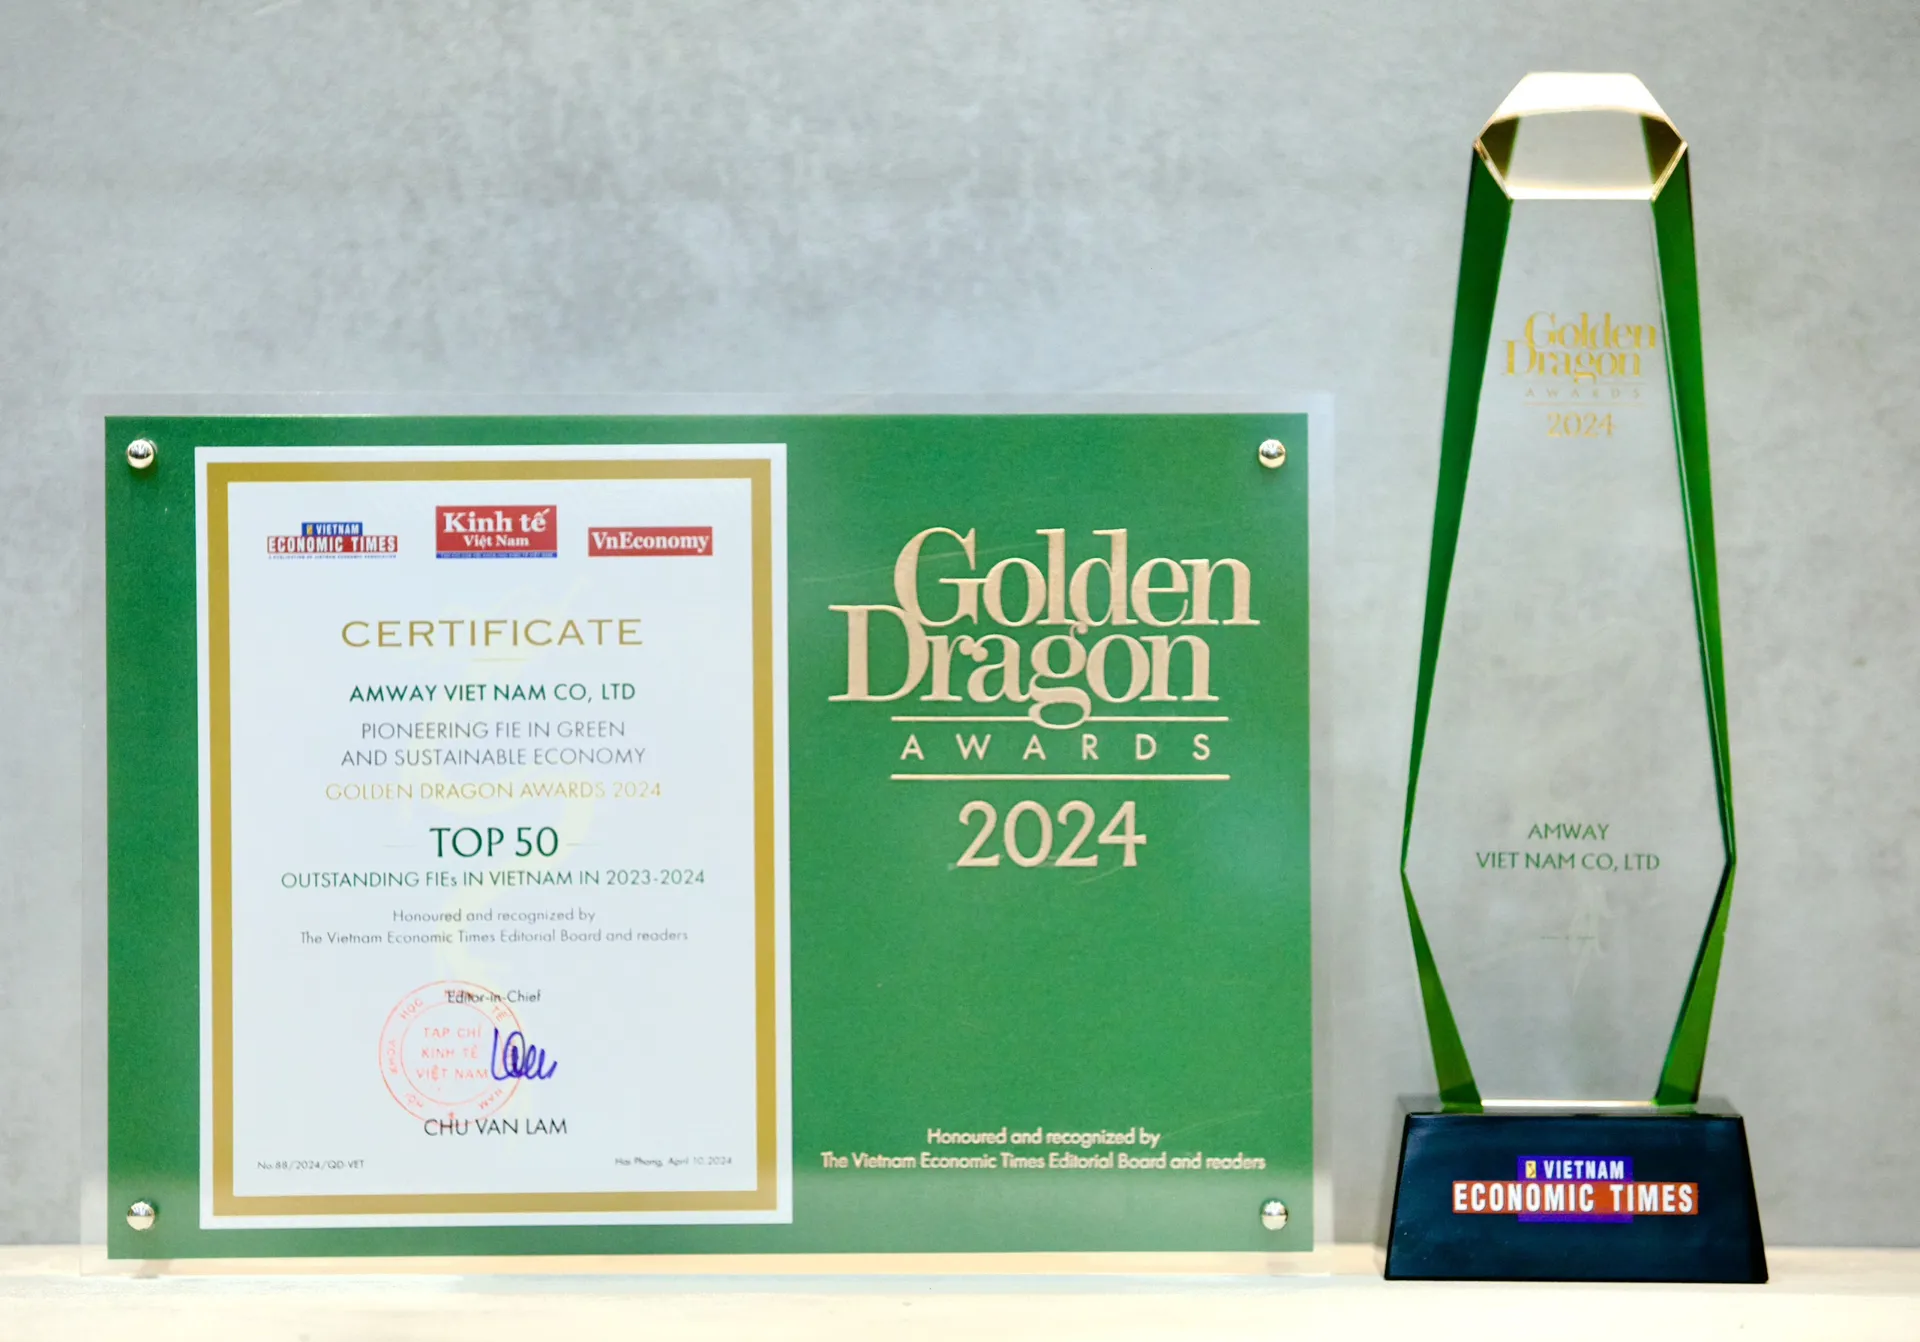 VIETNAM
ECONOMIC TIMES
Kinh tế
Việt Nam
VnEconomy
CERTIFICATE
AMWAY VIET NAM CO, LTD
PIONEERING FIE IN GREEN
AND SUSTAINABLE ECONOMY
GOLDEN DRAGON AWARDS 2024
TOP 50
OUTSTANDING FIEs IN VIETNAM IN 2023-2024
Honoured and recognized by
The Vietnam Economic Times Editorial Board and readers
Editor-in-Chief
TẠP CHÍ
KINH TẾ
VIỆT NAM
CHU VAN LAM
No:88/2024/QĐ-VET
Hai Phong, April 10, 2024
Golden
Dragon
AWARDS
2024
Honoured and recognized by
The Vietnam Economic Times Editorial Board and readers
Golden
Dragon
AWARDS
2024
AMWAY
VIET NAM CO, LTD
VIETNAM
ECONOMIC TIMES